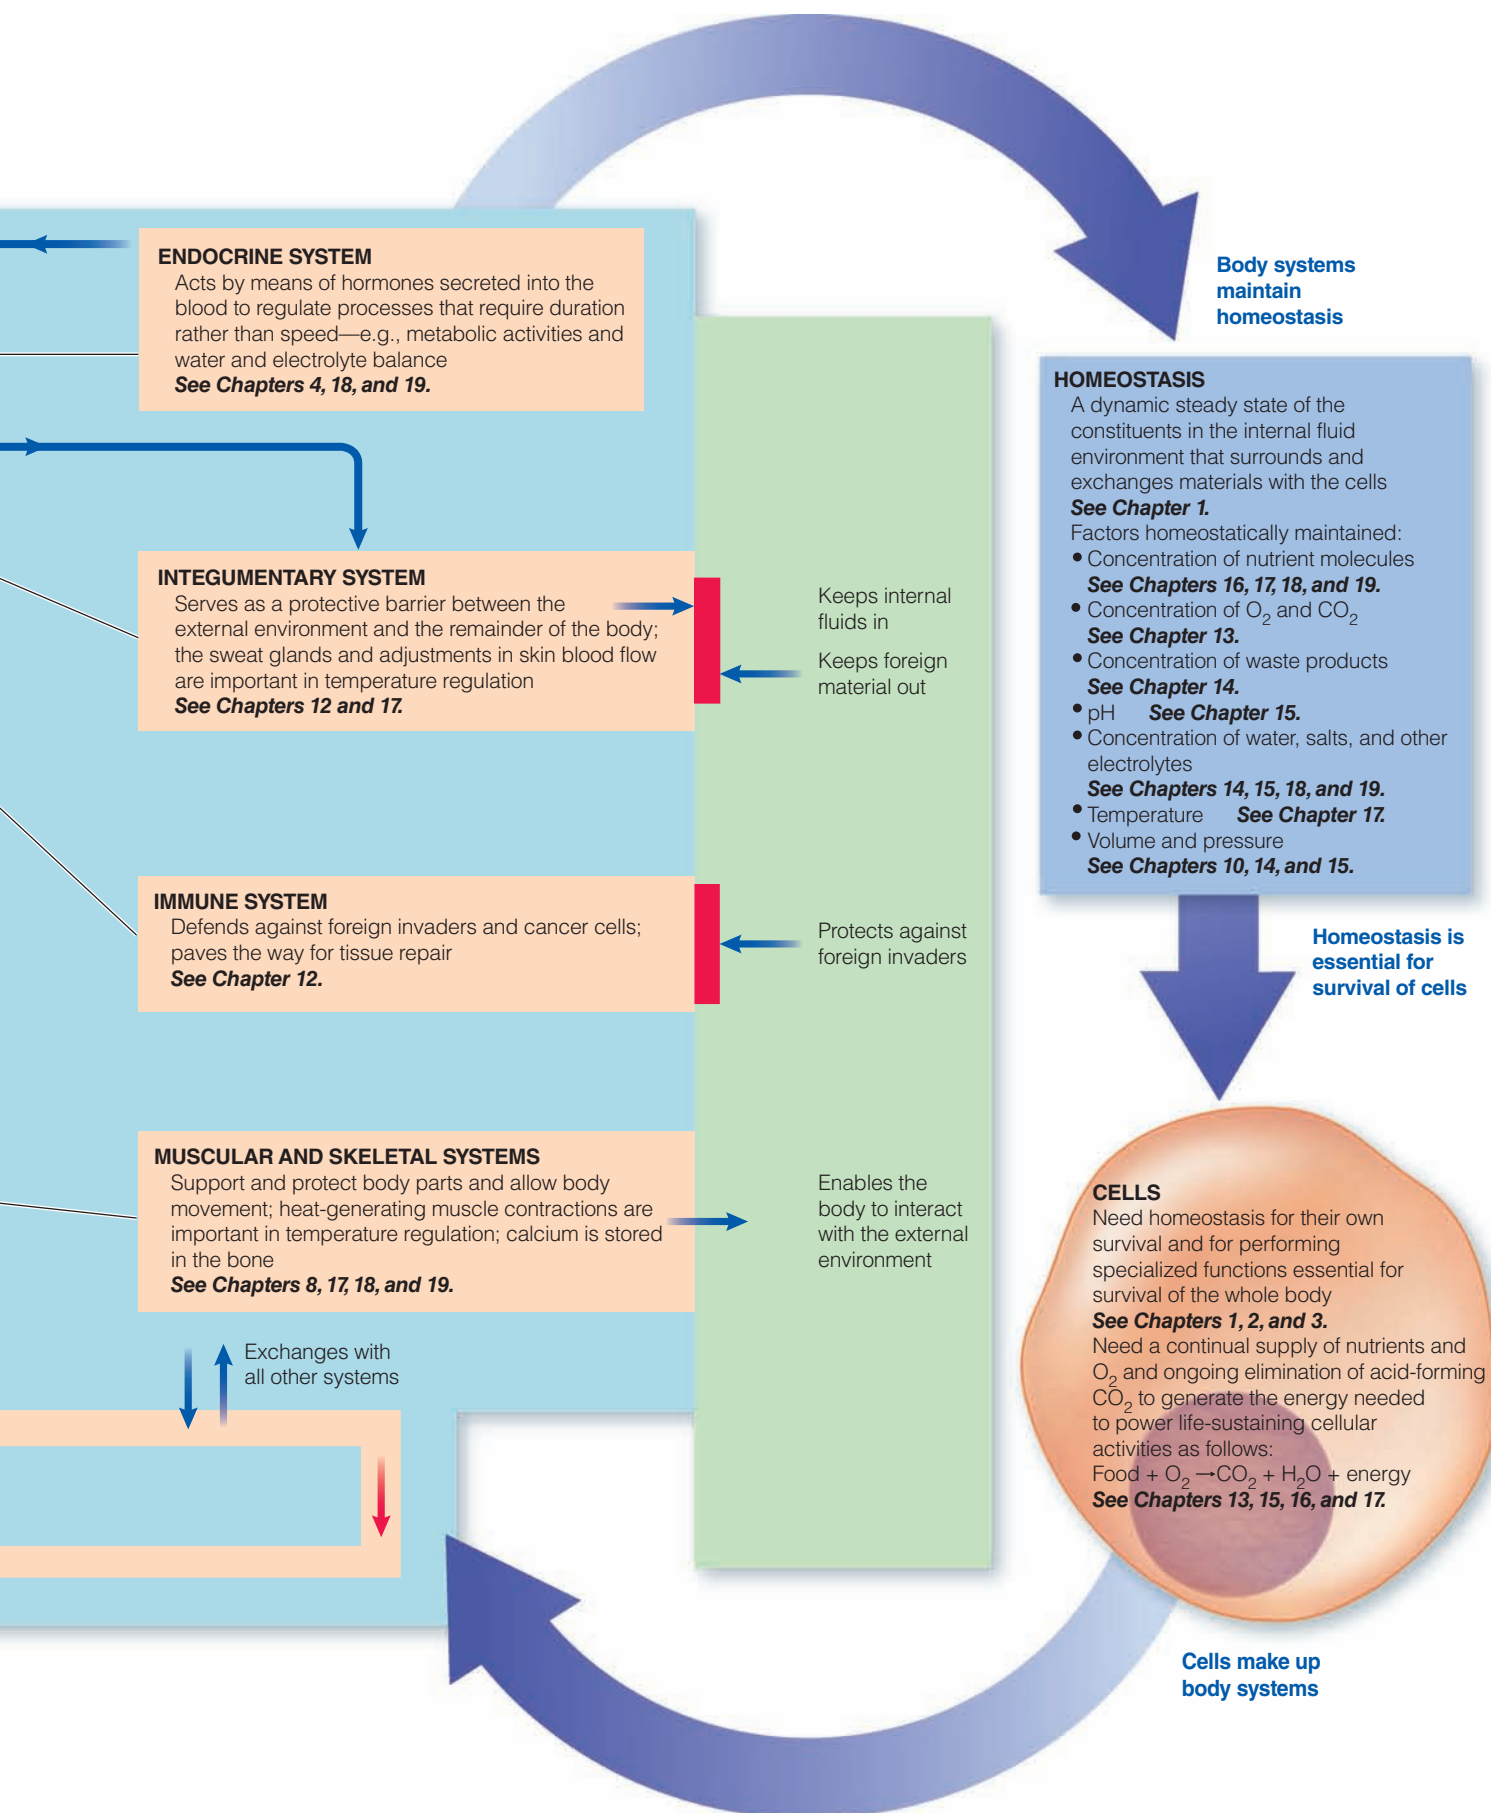 ENDOCRINE SYSTEM
Acts by means of hormones secreted into the
blood to regulate processes that require duration
rather than speed—e.g., metabolic activities and
water and electrolyte balance
See Chapters 4, 18, and 19.
INTEGUMENTARY SYSTEM
Serves as a protective barrier between the
external environment and the remainder of the body;
the sweat glands and adjustments in skin blood flow
are important in temperature regulation
See Chapters 12 and 17.
Keeps internal
fluids in
Keeps foreign
material out
IMMUNE SYSTEM
Defends against foreign invaders and cancer cells;
paves the way for tissue repair
See Chapter 12.
Protects against
foreign invaders
MUSCULAR AND SKELETAL SYSTEMS
Support and protect body parts and allow body
movement; heat-generating muscle contractions are
important in temperature regulation; calcium is stored
in the bone
See Chapters 8, 17, 18, and 19.
Enables the
body to interact
with the external
environment
Exchanges with
all other systems
Body systems
maintain
homeostasis
HOMEOSTASIS
A dynamic steady state of the
constituents in the internal fluid
environment that surrounds and
exchanges materials with the cells
See Chapter 1.
Factors homeostatically maintained:
• Concentration of nutrient molecules
See Chapters 16, 17, 18, and 19.
• Concentration of O₂ and CO₂
See Chapter 13.
• Concentration of waste products
See Chapter 14.
• pH See Chapter 15.
• Concentration of water, salts, and other
electrolytes
See Chapters 14, 15, 18, and 19.
• Temperature See Chapter 17.
• Volume and pressure
See Chapters 10, 14, and 15.
Homeostasis is
essential for
survival of cells
CELLS
Need homeostasis for their own
survival and for performing
specialized functions essential for
survival of the whole body
See Chapters 1, 2, and 3.
Need a continual supply of nutrients and
O₂ and ongoing elimination of acid-forming
CO₂ to generate the energy needed
to power life-sustaining cellular
activities as follows:
Food + O₂ → CO₂ + H₂O + energy
See Chapters 13, 15, 16, and 17.
Cells make up
body systems